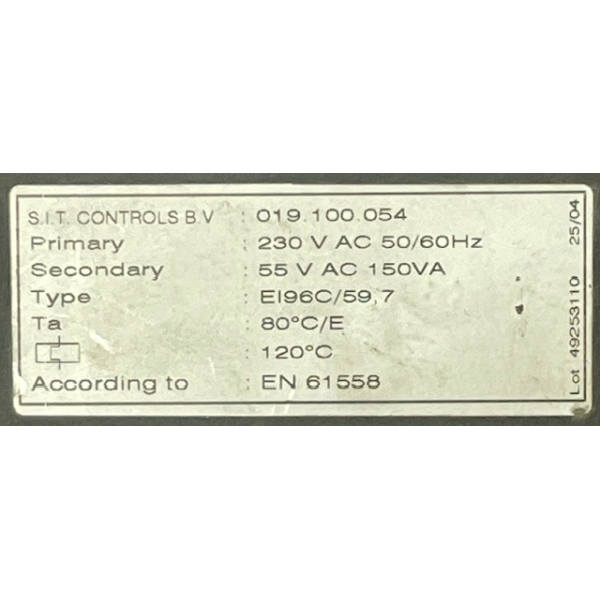 S.I.T. CONTROLS B.V : 019.100.054
Primary : 230 V AC 50/60Hz
Secondary : 55 V AC 150VA
Type : EI96C/59,7
Ta : 80°C/E
: 120°C
According to : EN 61558
Lot 49253110 25/04